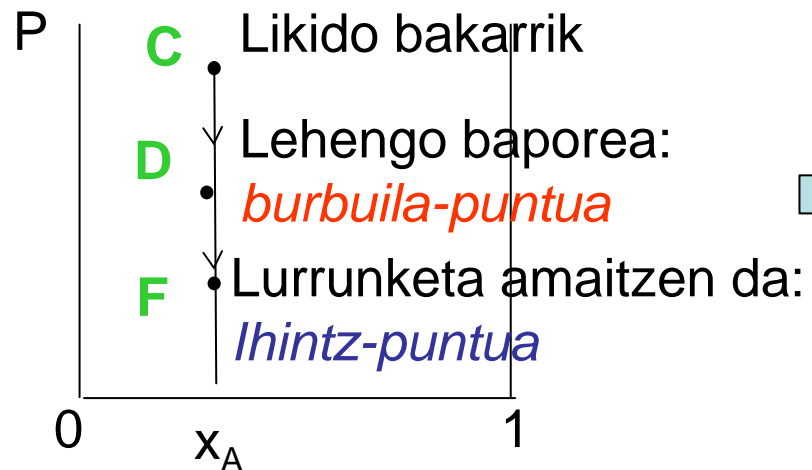 P
C Likido bakarrik
D Lehengo baporea:
burbuila-puntua
F Lurrunketa amaitzen da:
Ihintz-puntua
0 xA 1